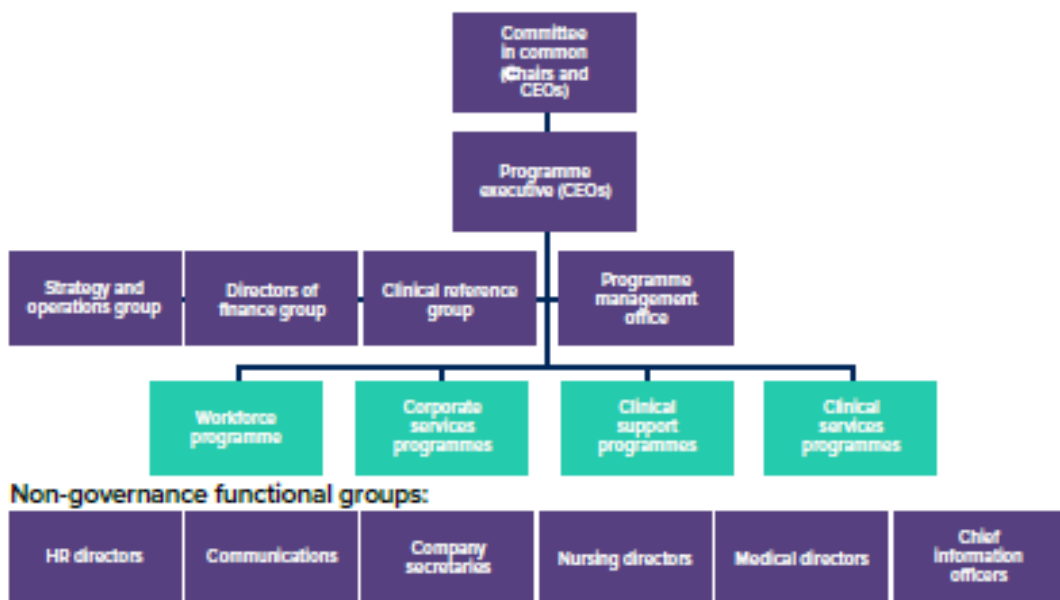 Committee
in common
(Chairs and
CEOs)
Programme
executive (CEOs)
Strategy and
operations group
Directors of
finance group
Clinical reference
group
Programme
management
office
Workforce
programme
Corporate
services
programmes
Clinical
support
programmes
Clinical
services
programmes
Non-governance functional groups:
HR directors
Communications
Company
secretaries
Nursing directors
Medical directors
Chief
information
officers